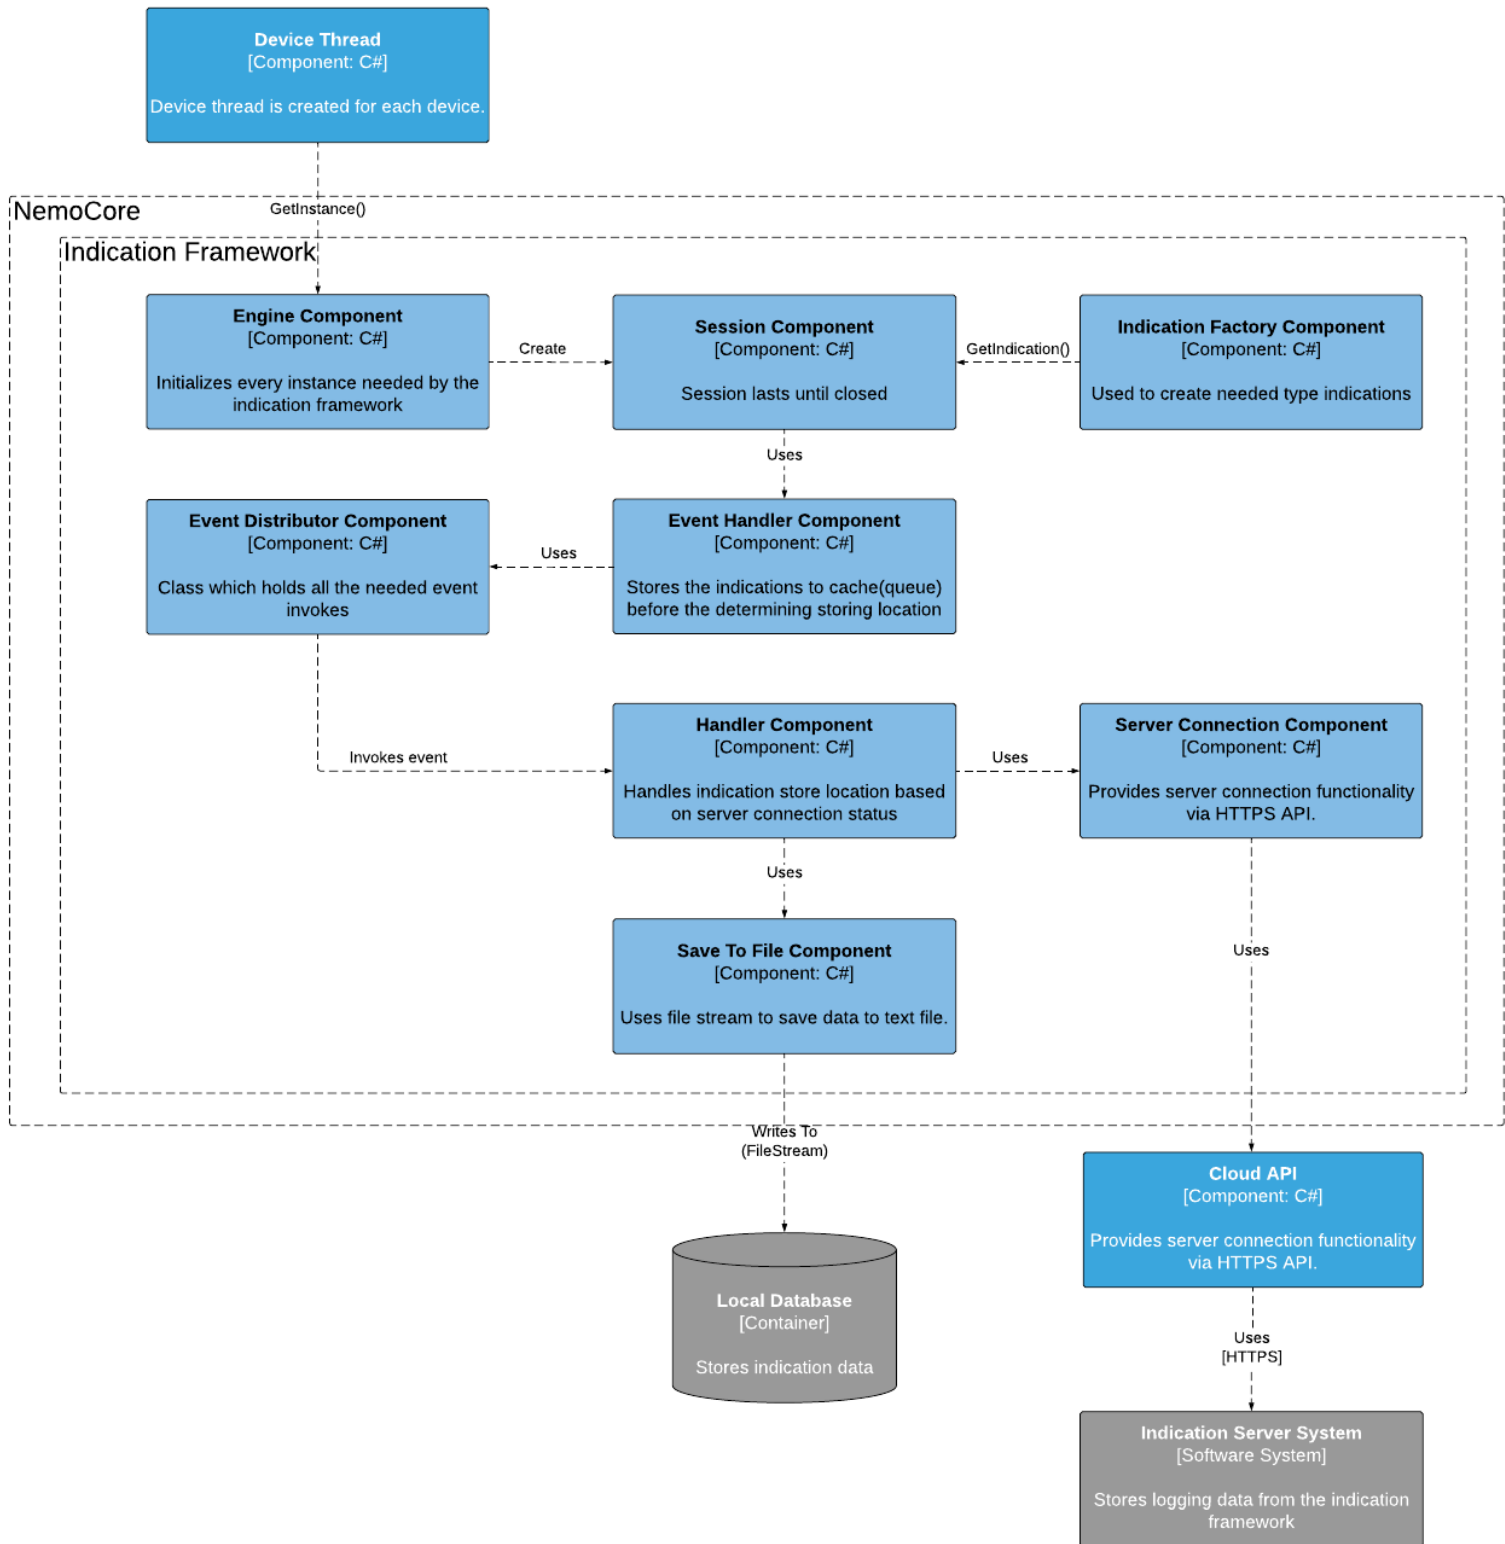 Device Thread
[Component: C#]
Device thread is created for each device.
GetInstance()
NemoCore
Indication Framework
Engine Component
[Component: C#]
Initializes every instance needed by the
indication framework
Create
Session Component
[Component: C#]
Session lasts until closed
GetIndication()
Indication Factory Component
[Component: C#]
Used to create needed type indications
Uses
Event Distributor Component
[Component: C#]
Class which holds all the needed event
invokes
Uses
Event Handler Component
[Component: C#]
Stores the indications to cache(queue)
before the determining storing location
Invokes event
Handler Component
[Component: C#]
Handles indication store location based
on server connection status
Uses
Server Connection Component
[Component: C#]
Provides server connection functionality
via HTTPS API.
Uses
Save To File Component
[Component: C#]
Uses file stream to save data to text file.
Uses
Writes To
(FileStream)
Cloud API
[Component: C#]
Provides server connection functionality
via HTTPS API.
Local Database
[Container]
Stores indication data
Uses
[HTTPS]
Indication Server System
[Software System]
Stores logging data from the indication
framework